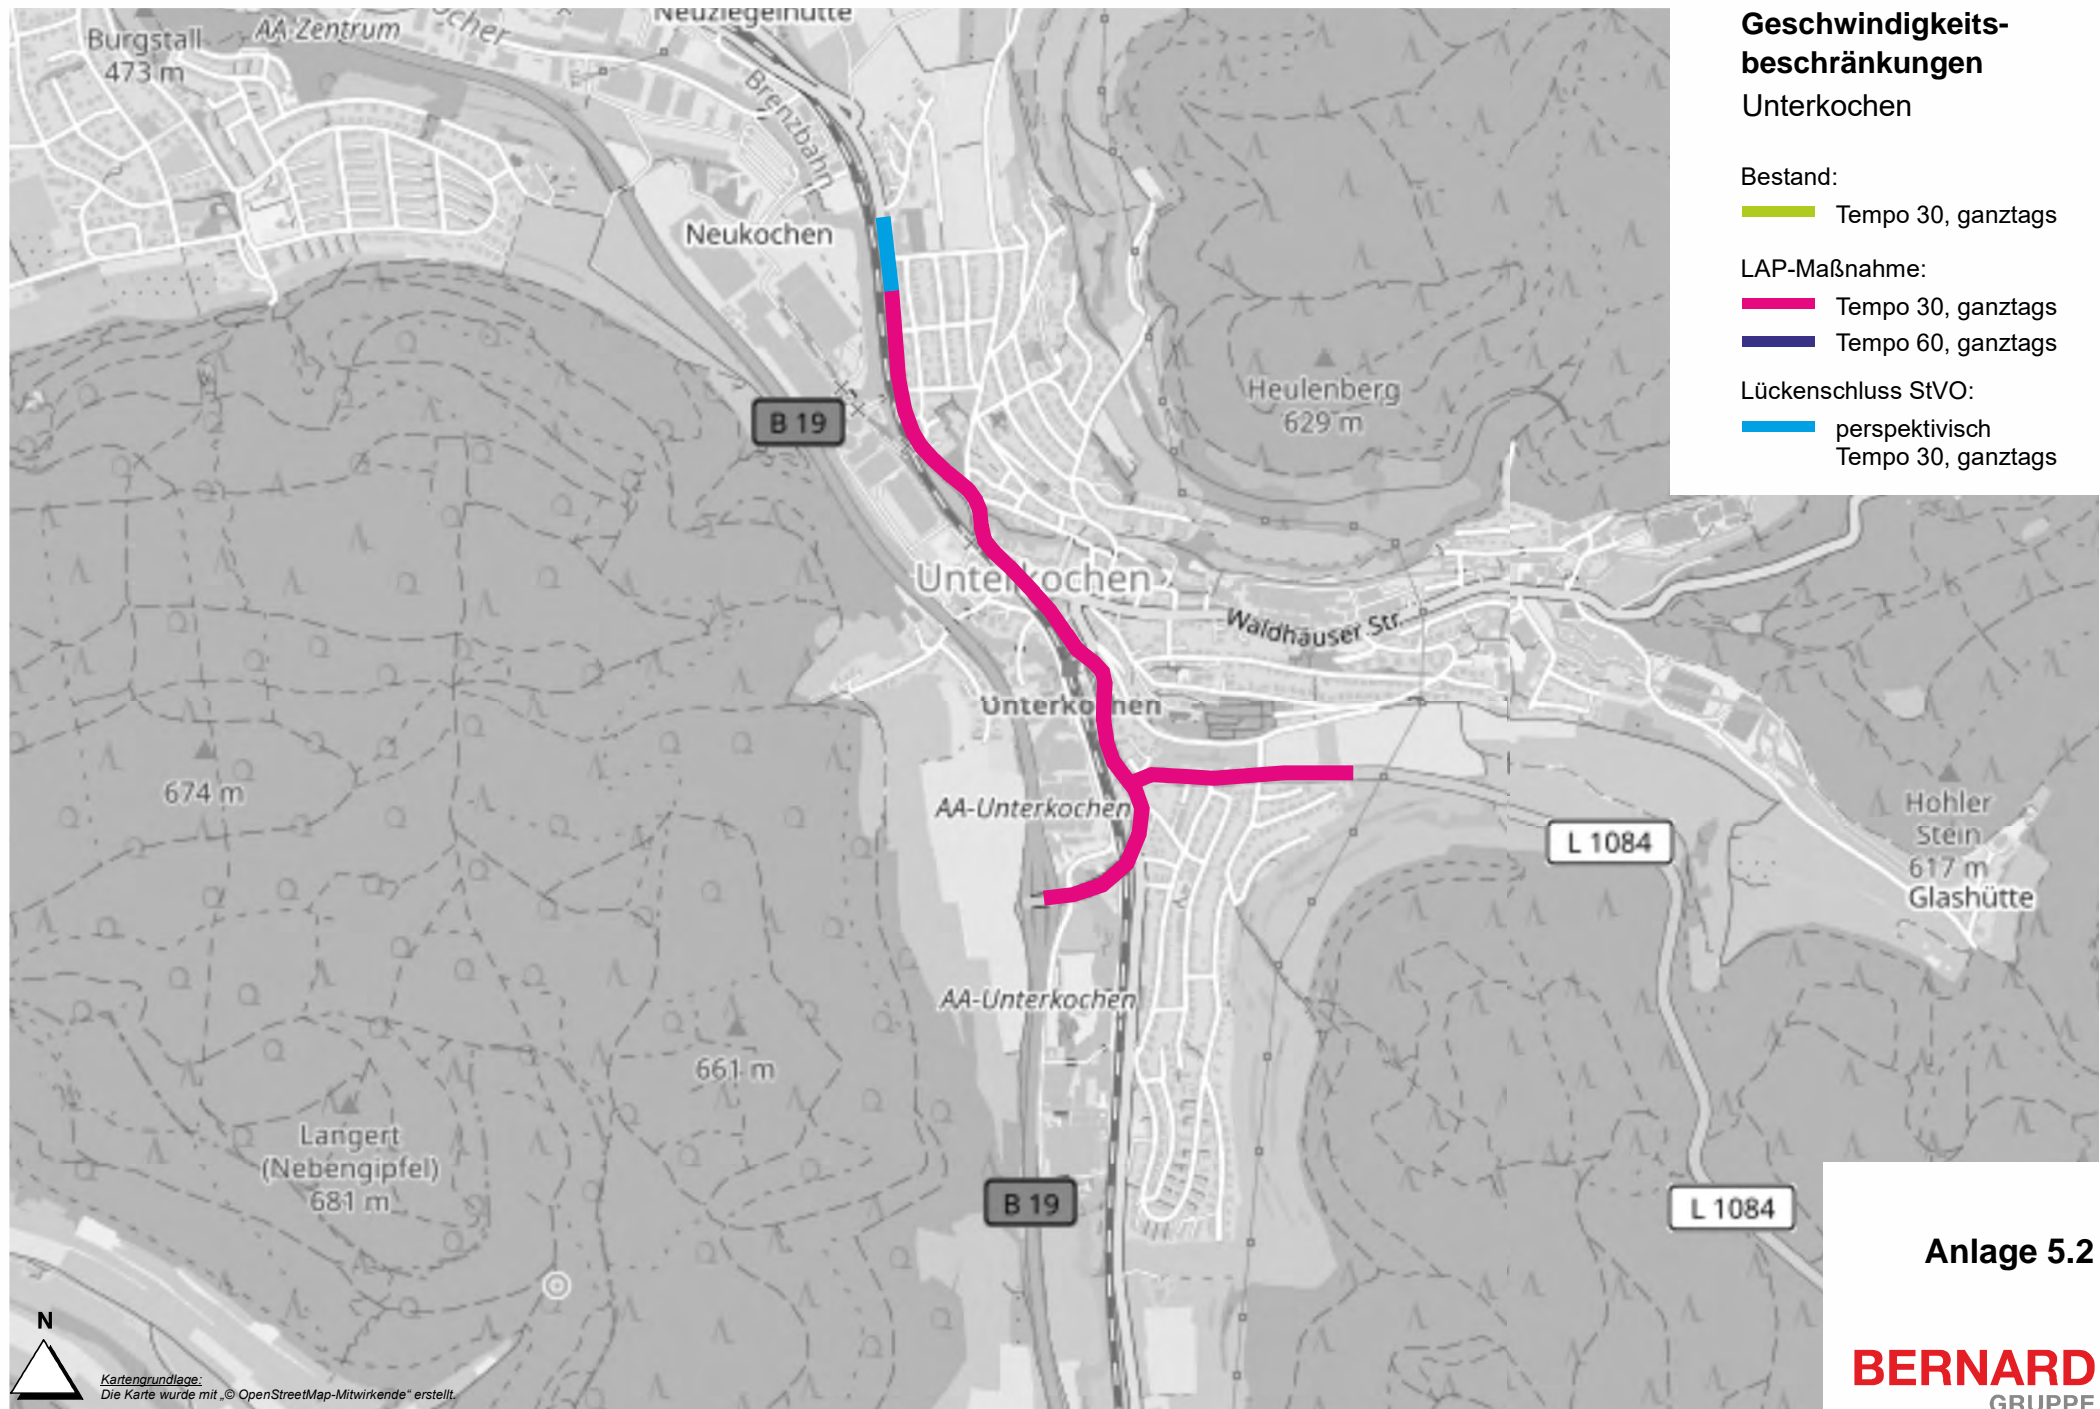 Geschwindigkeits-
beschränkungen
Unterkochen
Bestand:
Tempo 30, ganztags
LAP-Maßnahme:
Tempo 30, ganztags
Tempo 60, ganztags
Lückenschluss StVO:
perspektivisch
Tempo 30, ganztags
Neuziegelhütte
Burgstall
473 m
AA-Zentrum
ocher
Brenzbahn
Neukochen
B 19
Heulenberg
629 m
Unterkochen
Waldhäuser Str.
Unterkochen
674 m
AA-Unterkochen
L 1084
Hohler
Stein
617 m
Glashütte
AA-Unterkochen
661 m
Langert
(Nebengipfel)
681 m
B 19
L 1084
Anlage 5.2
N
Kartengrundlage:
Die Karte wurde mit „© OpenStreetMap-Mitwirkende“ erstellt.
BERNARD
GRUPPE